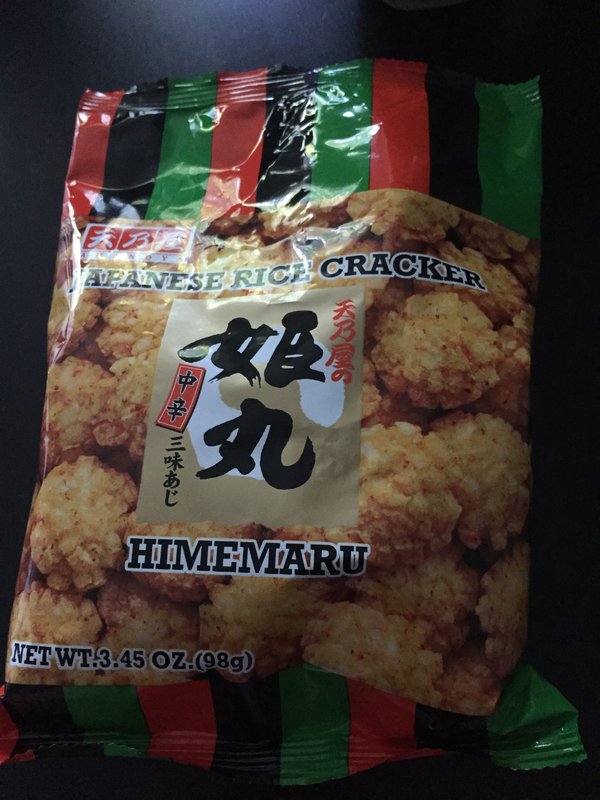 天乃屋
JAPANESE RICE CRACKER
天乃屋の
姫丸
中辛
三味あじ
HIMEMARU
NET WT.3.45 OZ.(98g)